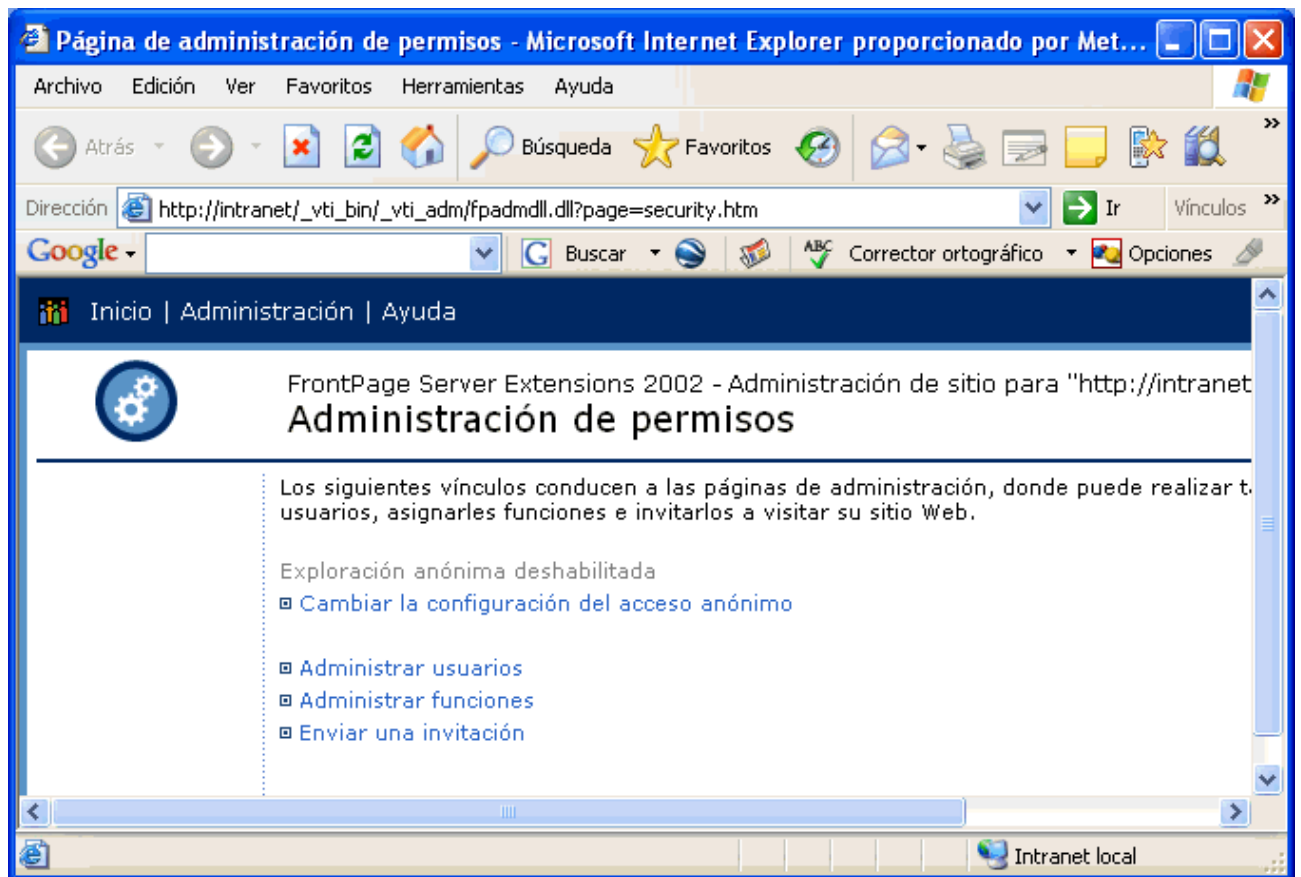 Página de administración de permisos - Microsoft Internet Explorer proporcionado por Met...
Archivo Edición Ver Favoritos Herramientas Ayuda
Atrás Búsqueda Favoritos »
Dirección http://intranet/_vti_bin/_vti_adm/fpadmdll.dll?page=security.htm Ir Vínculos »
Google G Buscar ABC Corrector ortográfico Opciones
Inicio | Administración | Ayuda
FrontPage Server Extensions 2002 - Administración de sitio para "http://intranet
Administración de permisos
Los siguientes vínculos conducen a las páginas de administración, donde puede realizar t
usuarios, asignarles funciones e invitarlos a visitar su sitio Web.
Exploración anónima deshabilitada
Cambiar la configuración del acceso anónimo
Administrar usuarios
Administrar funciones
Enviar una invitación
Intranet local